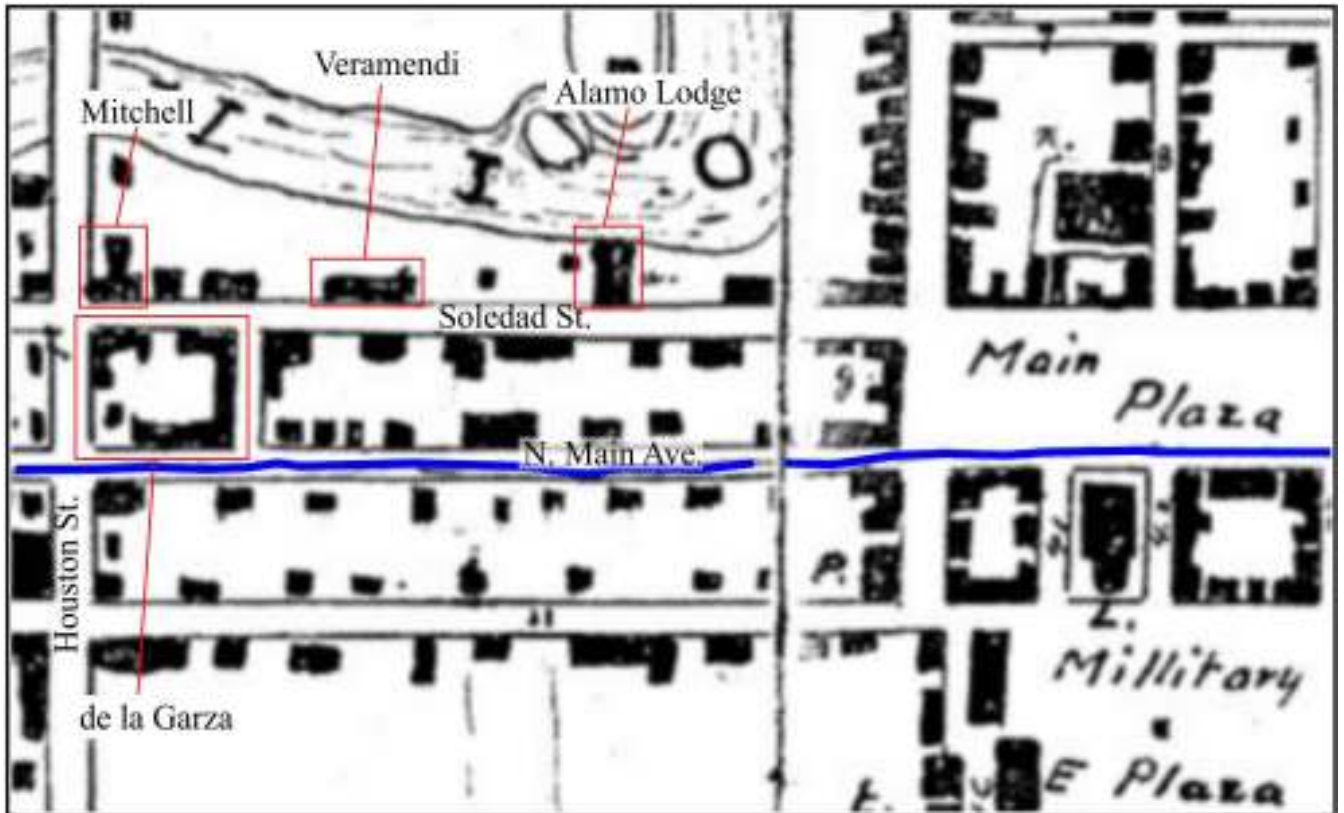 Veramendi
Mitchell
Alamo Lodge
B
Soledad St.
Main
Plaza
g.
N. Main Ave.
Houston St.
P.
L.
Millitary
E Plaza
de la Garza
t.